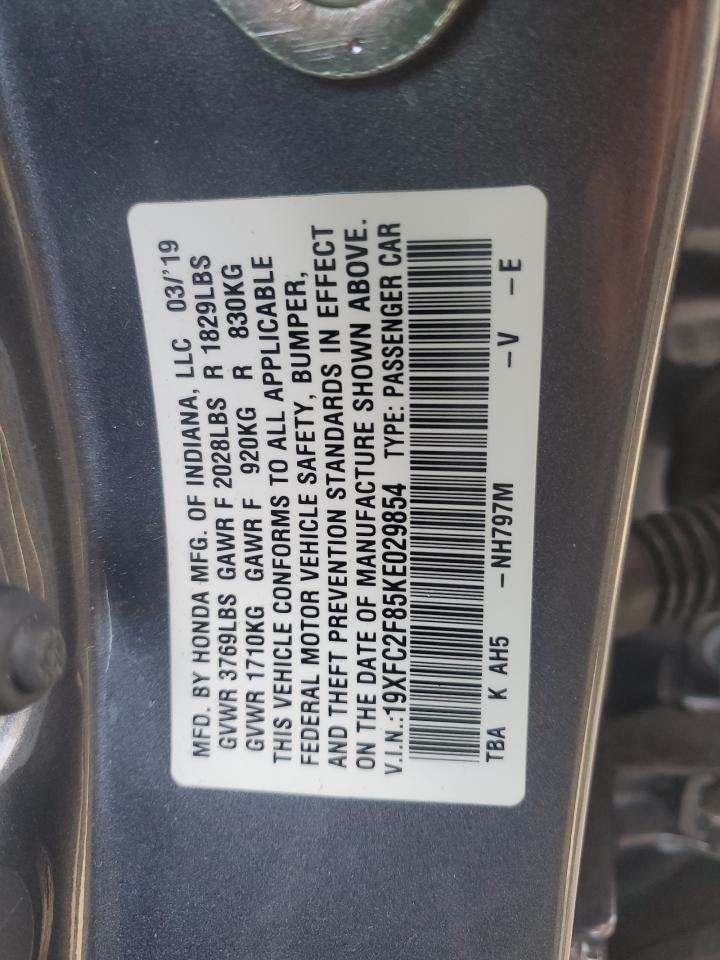 MFD. BY HONDA MFG. OF INDIANA, LLC 03/'19
GVWR 3769LBS GAWR F 2028LBS R 1829LBS
GVWR 1710KG GAWR F 920KG R 830KG
THIS VEHICLE CONFORMS TO ALL APPLICABLE
FEDERAL MOTOR VEHICLE SAFETY, BUMPER,
AND THEFT PREVENTION STANDARDS IN EFFECT
ON THE DATE OF MANUFACTURE SHOWN ABOVE.
V.I.N.:19XFC2F85KE029854 TYPE: PASSENGER CAR
TBA K AH5 -NH797M -V -E